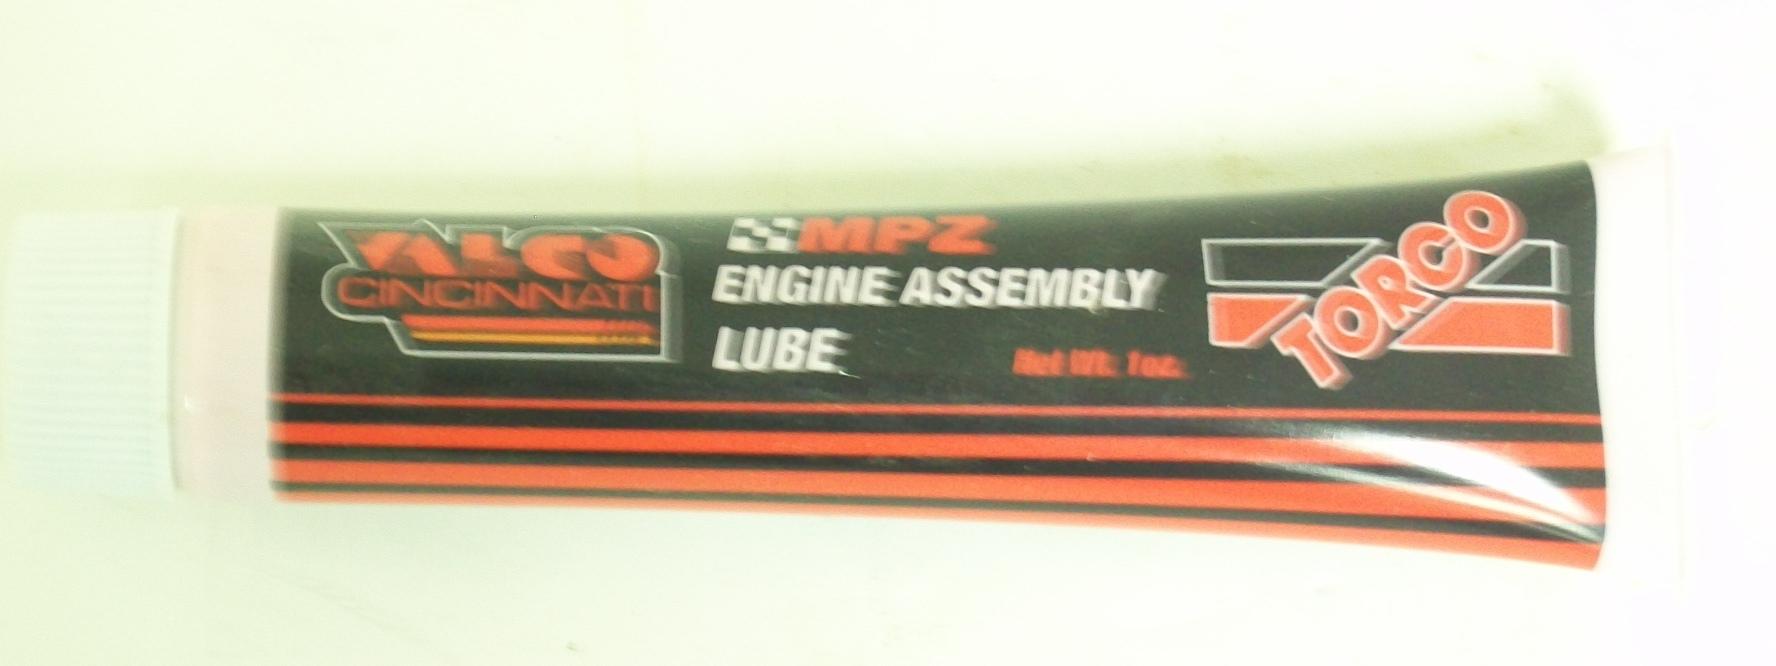 VALCO
CINCINNATI
MPZ
ENGINE ASSEMBLY
LUBE
Net Wt. 1oz.
TORCO